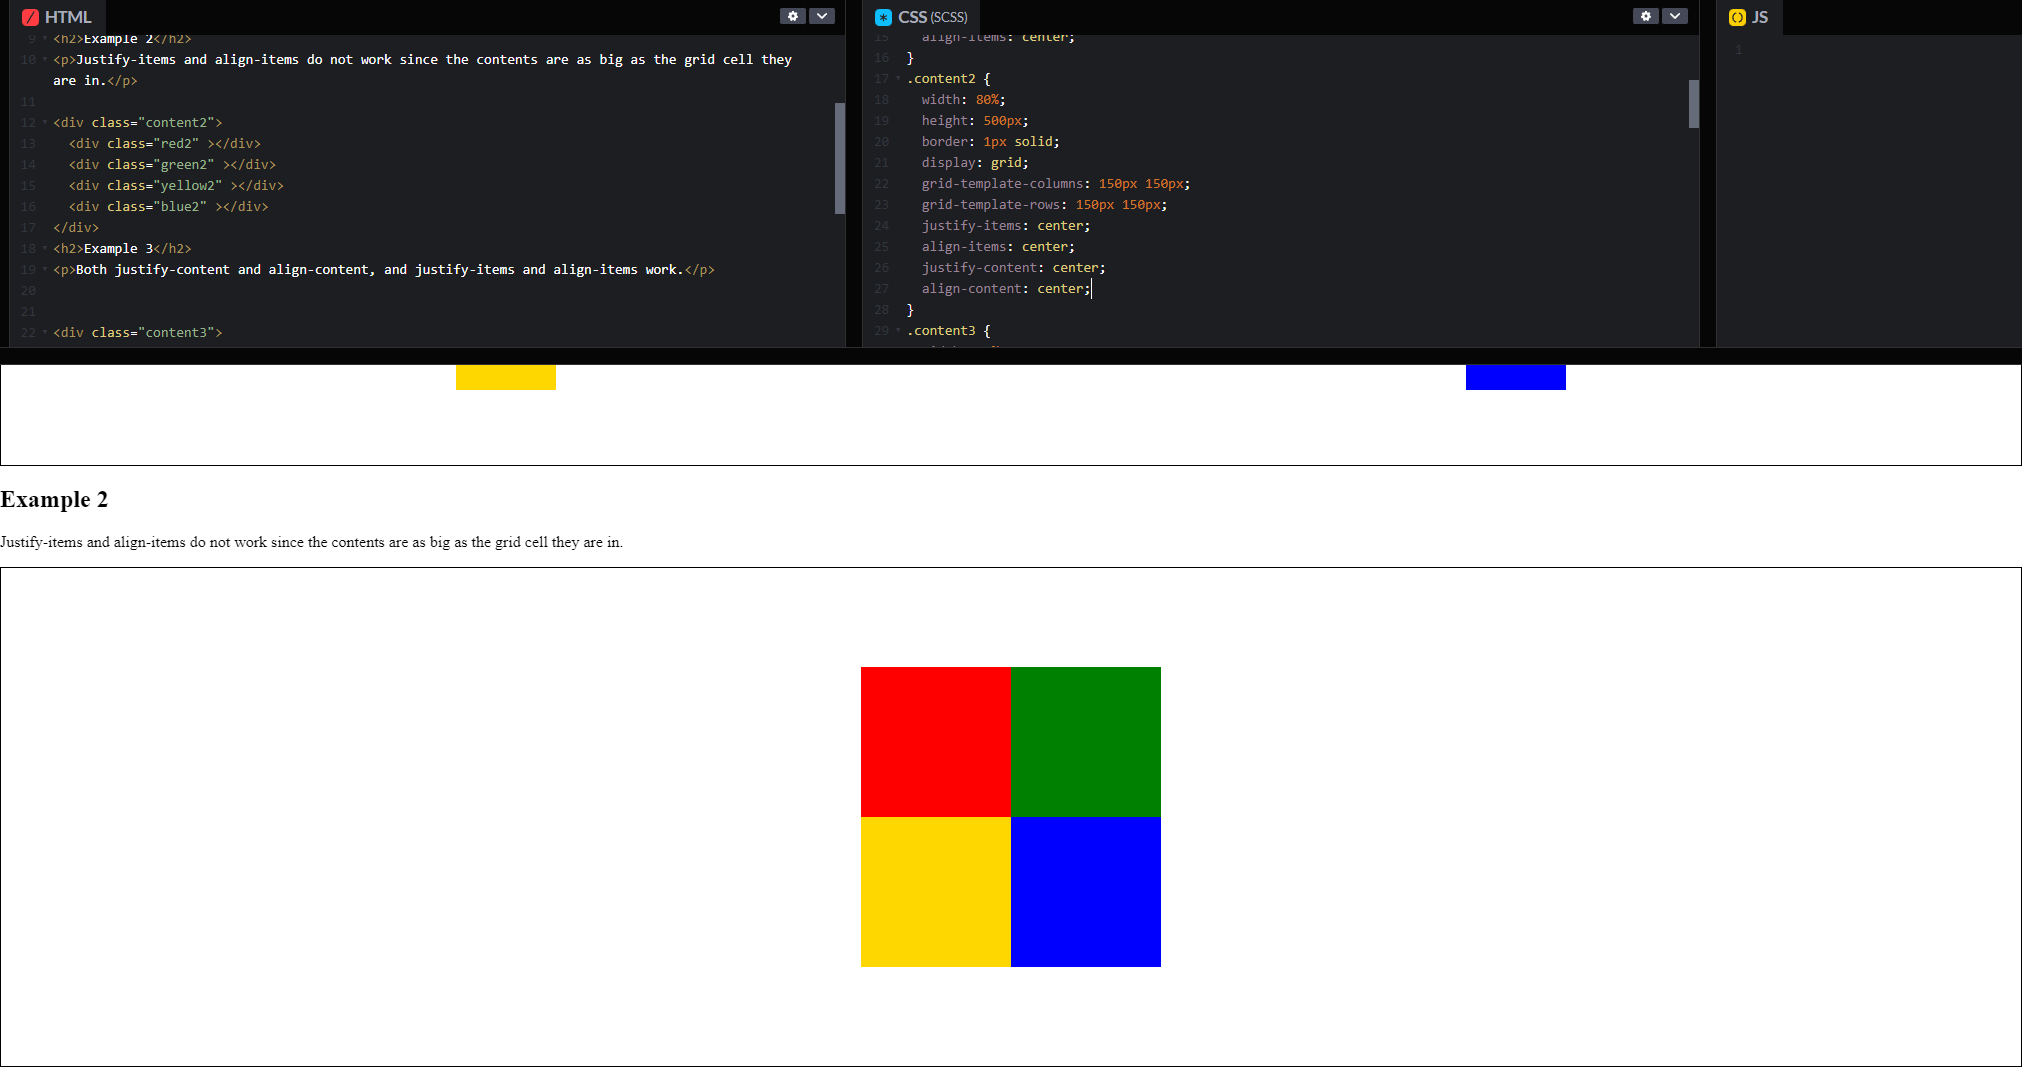 HTML
9 <h2>Example 2</h2>
10 <p>Justify-items and align-items do not work since the contents are as big as the grid cell they
are in.</p>
11
12 <div class="content2">
13 <div class="red2" ></div>
14 <div class="green2" ></div>
15 <div class="yellow2" ></div>
16 <div class="blue2" ></div>
17 </div>
18 <h2>Example 3</h2>
19 <p>Both justify-content and align-content, and justify-items and align-items work.</p>
20
21
22 <div class="content3">
CSS (SCSS)
15 align-items: center;
16 }
17 .content2 {
18 width: 80%;
19 height: 500px;
20 border: 1px solid;
21 display: grid;
22 grid-template-columns: 150px 150px;
23 grid-template-rows: 150px 150px;
24 justify-items: center;
25 align-items: center;
26 justify-content: center;
27 align-content: center;
28 }
29 .content3 {
JS
1
Example 2
Justify-items and align-items do not work since the contents are as big as the grid cell they are in.